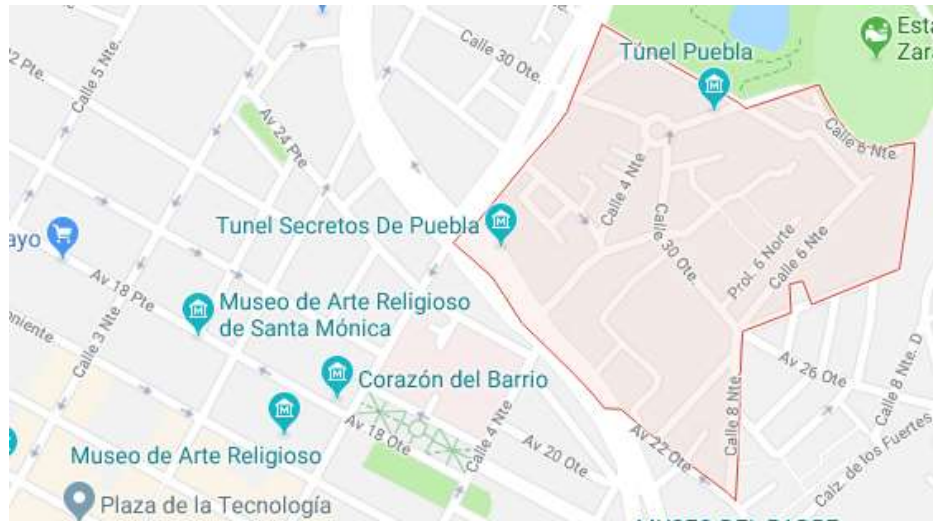 Calle 5 Nte.
Calle 30 Ote.
Túnel Puebla
2 Pte.
Av 24 Pte.
Calle 6 Nte.
Calle 4 Nte
Tunel Secretos De Puebla
Calle 30 Ote.
Prol. 6 Norte
Calle 6 Nte
Av 18 Pte
Museo de Arte Religioso
de Santa Mónica
Calle 3 Nte
Corazón del Barrio
Av 26 Ote
Calle 8 Nte. D
Calle 8 Nte
Calle 4 Nte
Av 18 Ote
Av 20 Ote
Av 22 Ote
Calz. de los Fuertes
Museo de Arte Religioso
Plaza de la Tecnología